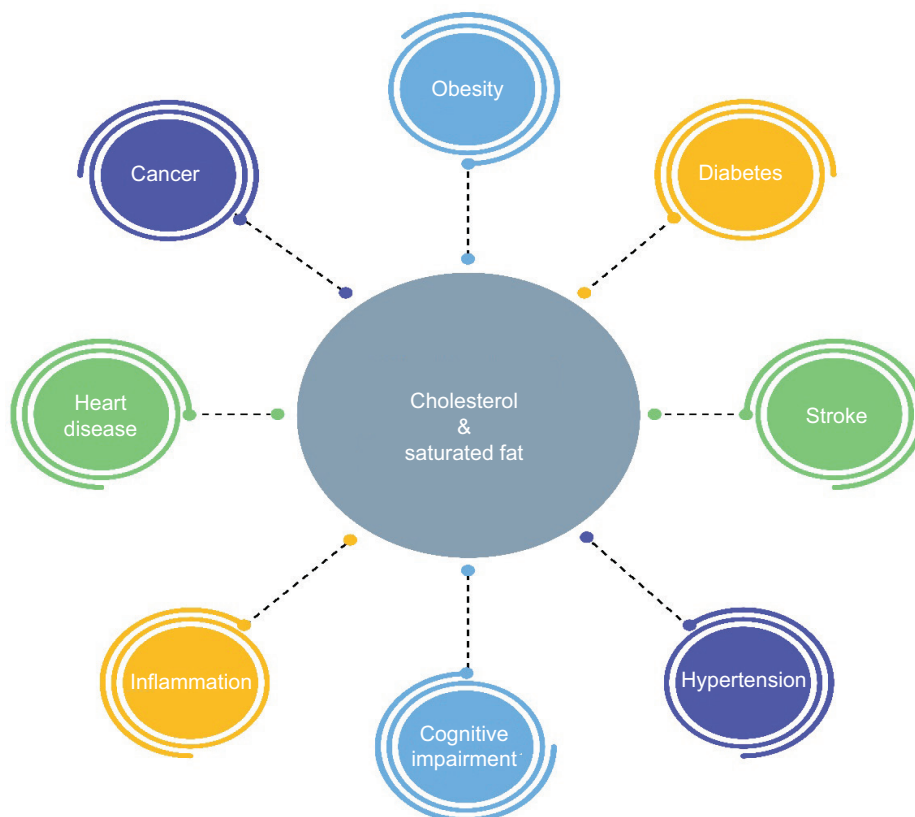 Obesity
Cancer
Diabetes
Heart
disease
Cholesterol
&
saturated fat
Stroke
Inflammation
Hypertension
Cognitive
impairment